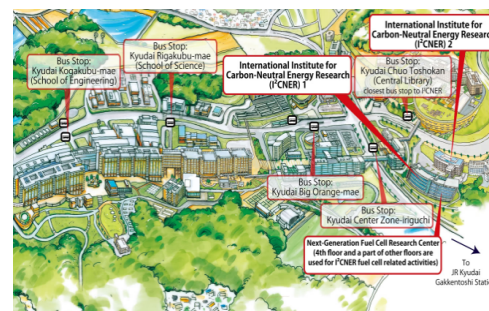 International Institute for
Carbon-Neutral Energy Research
(I²CNER) 2
Bus Stop:
Kyudai Kogakubu-mae
(School of Engineering)
Bus Stop:
Kyudai Rigakubu-mae
(School of Science)
International Institute for
Carbon-Neutral Energy Research
(I²CNER) 1
Bus Stop:
Kyudai Chuo Toshokan
(Central Library)
closest bus stop to I²CNER
Bus Stop:
Kyudai Big Orange-mae
Bus Stop:
Kyudai Center Zone-iriguchi
Next-Generation Fuel Cell Research Center
(4th floor and a part of other floors are
used for I²CNER fuel cell related activities)
To
JR Kyudai
Gakkentoshi Stati